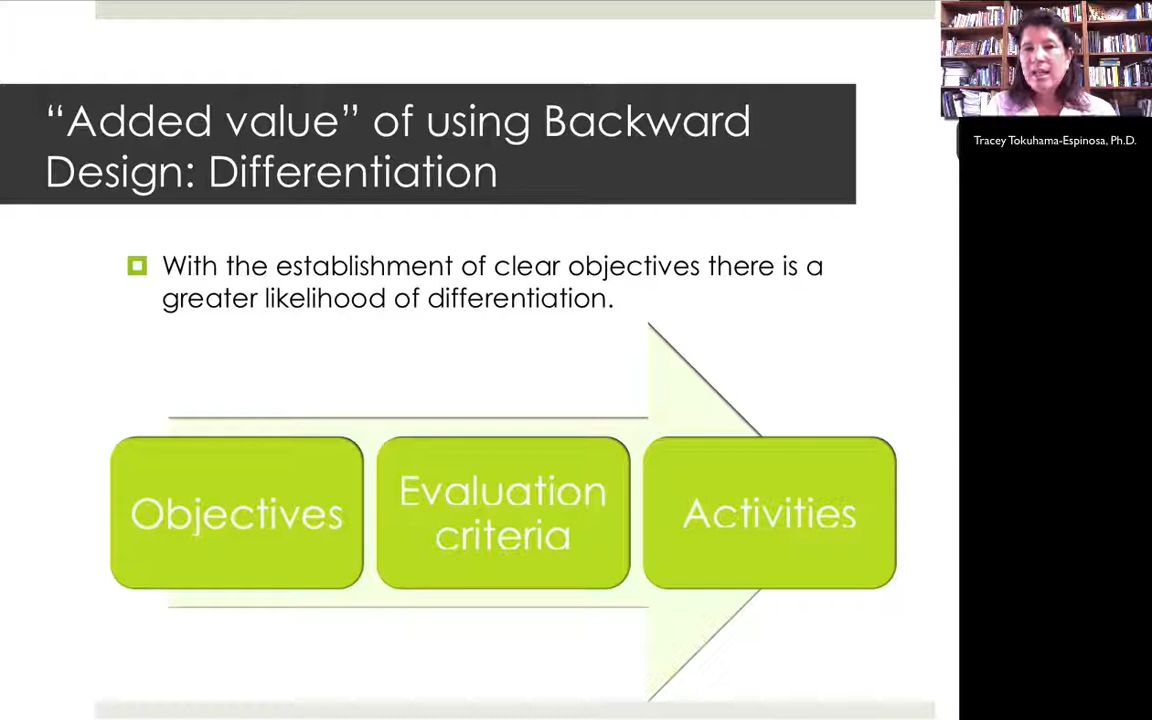 “Added value” of using Backward
Design: Differentiation
Tracey Tokuhama-Espinosa, Ph.D.
With the establishment of clear objectives there is a
greater likelihood of differentiation.
Objectives
Evaluation
criteria
Activities